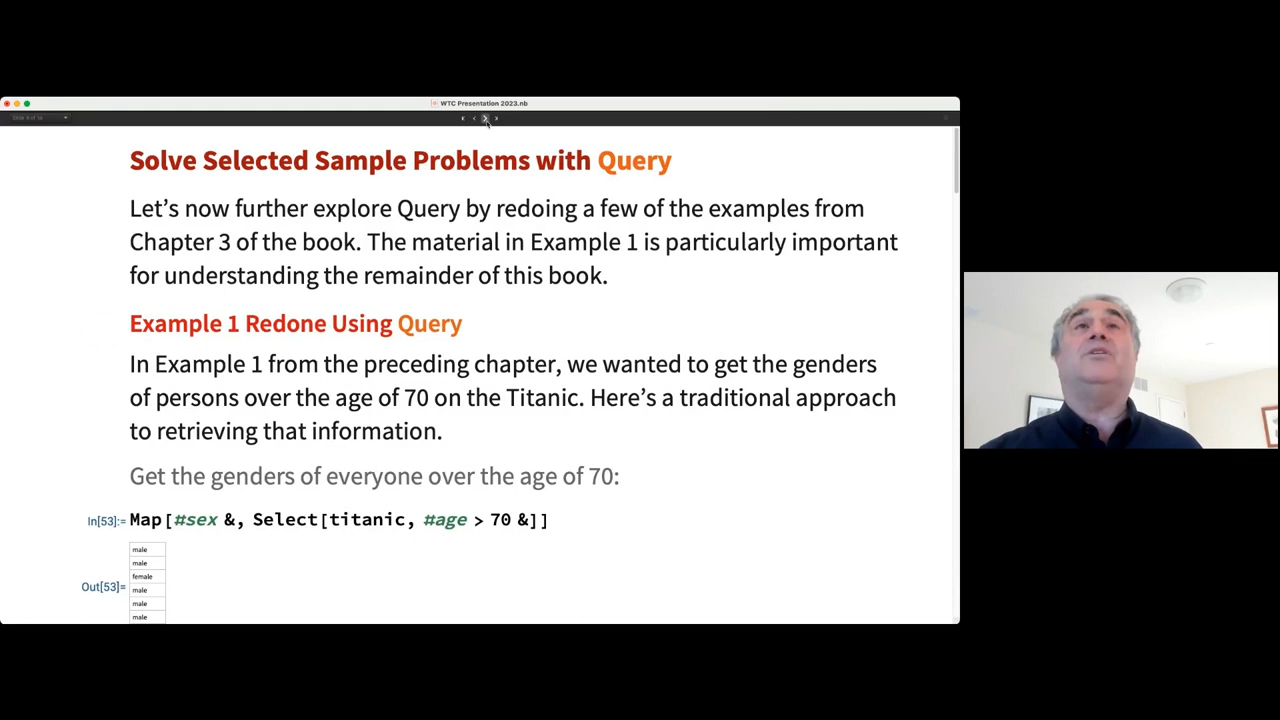 WTC Presentation 2023.nb
Solve Selected Sample Problems with Query
Let’s now further explore Query by redoing a few of the examples from
Chapter 3 of the book. The material in Example 1 is particularly important
for understanding the remainder of this book.
Example 1 Redone Using Query
In Example 1 from the preceding chapter, we wanted to get the genders
of persons over the age of 70 on the Titanic. Here’s a traditional approach
to retrieving that information.
Get the genders of everyone over the age of 70:
In[53]:= Map[#sex &, Select[titanic, #age > 70 &]]
male
male
female
Out[53]= male
male
male